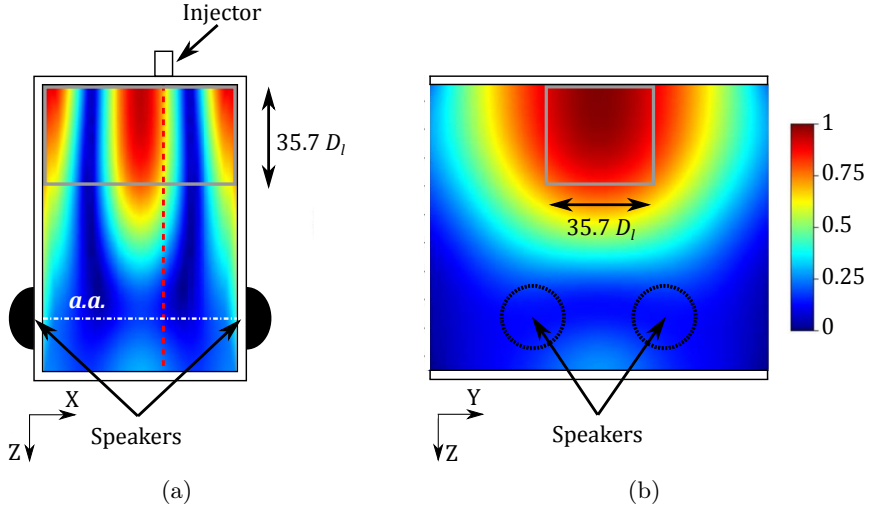 Injector
35.7 D_l
a.a.
X
Z
Speakers
(a)
35.7 D_l
Y
Z
Speakers
(b)
1
0.75
0.5
0.25
0